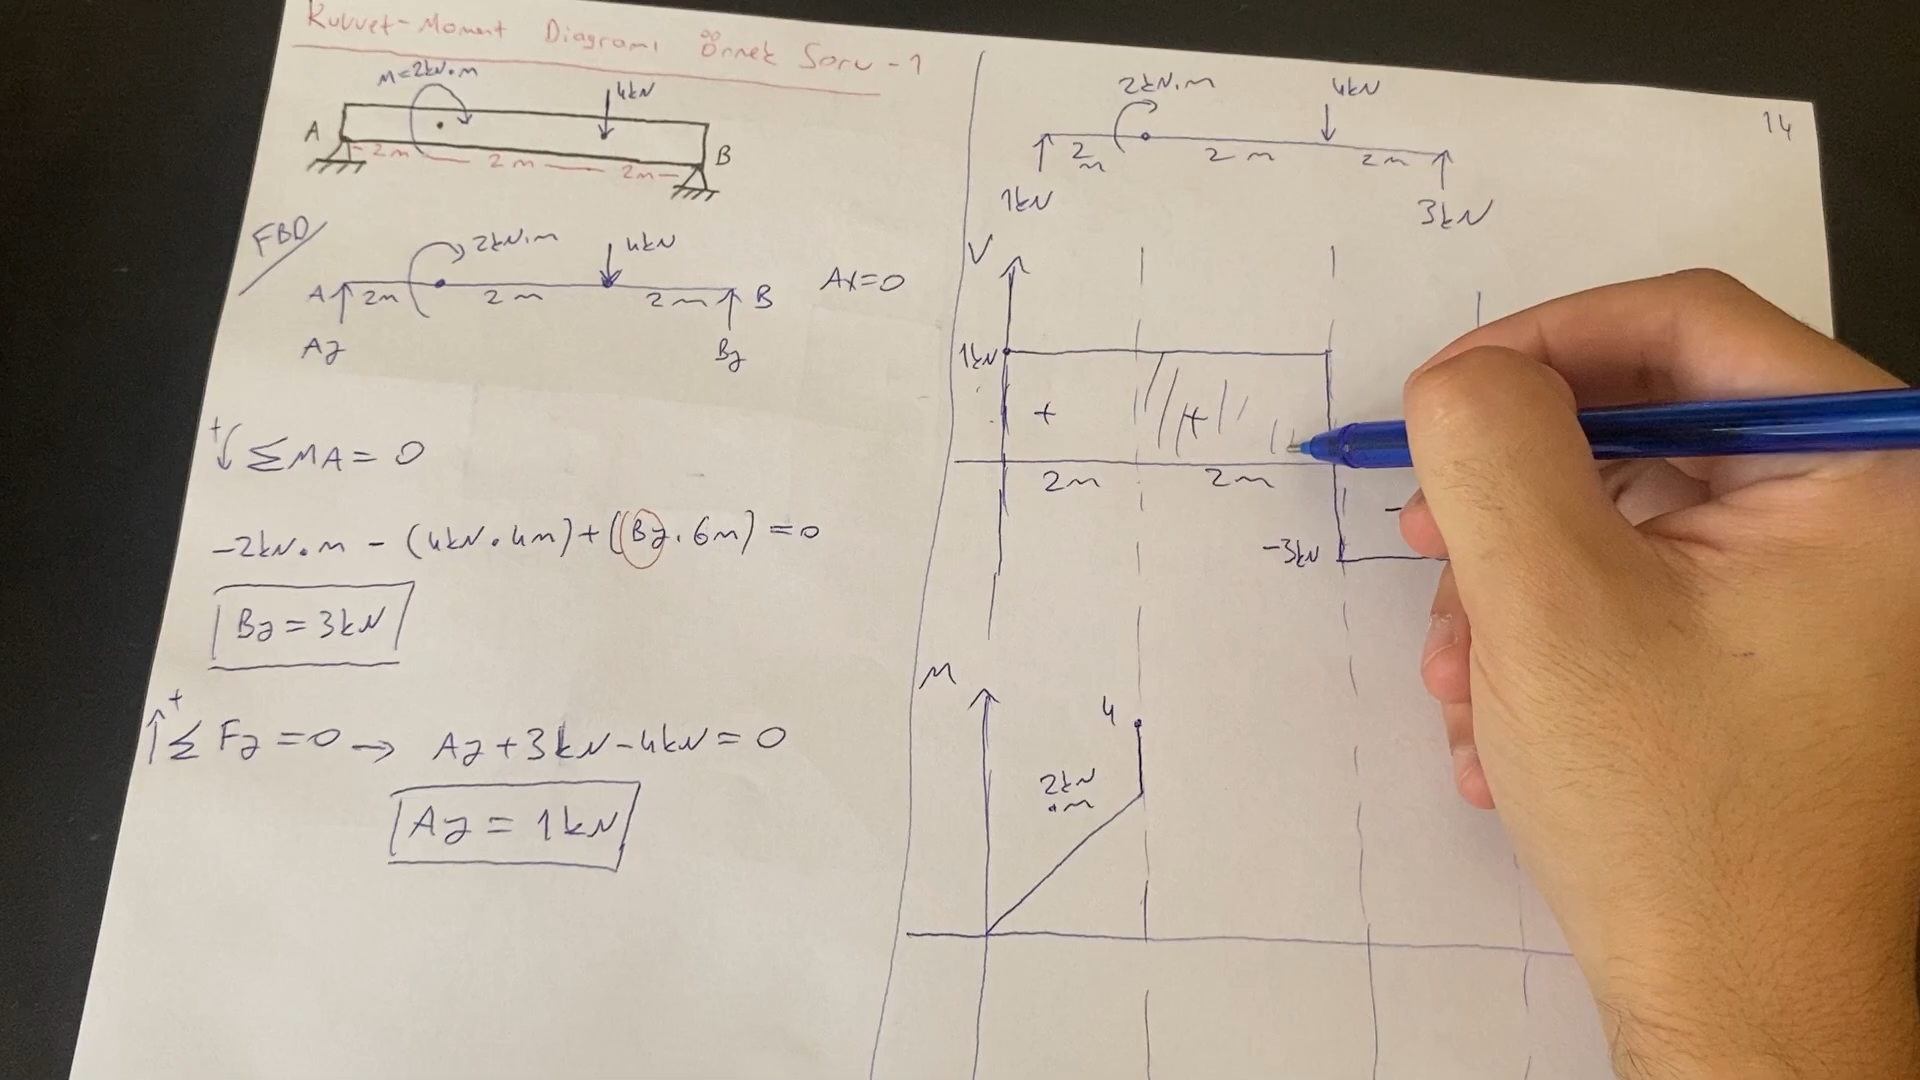 Kuvvet-Moment Diagramı Örnek Soru-1
M=2kN.m
4kN
A
B
2m 2m 2m
FBD
2kN.m
4kN
A 2m 2m 2m B
Ax=0
Ay
By
+ ΣMA=0
-2kN.m - (4kN.4m)+((By.6m)=0
By=3kN
+ ΣFy=0 → Ay+3kN-4kN=0
Ay=1kN
14
2kN.m
4kN
2m 2m 2m
1kN
3kN
V
1kN
+ +
2m 2m
-
-3kN
M
4
2kN
.m